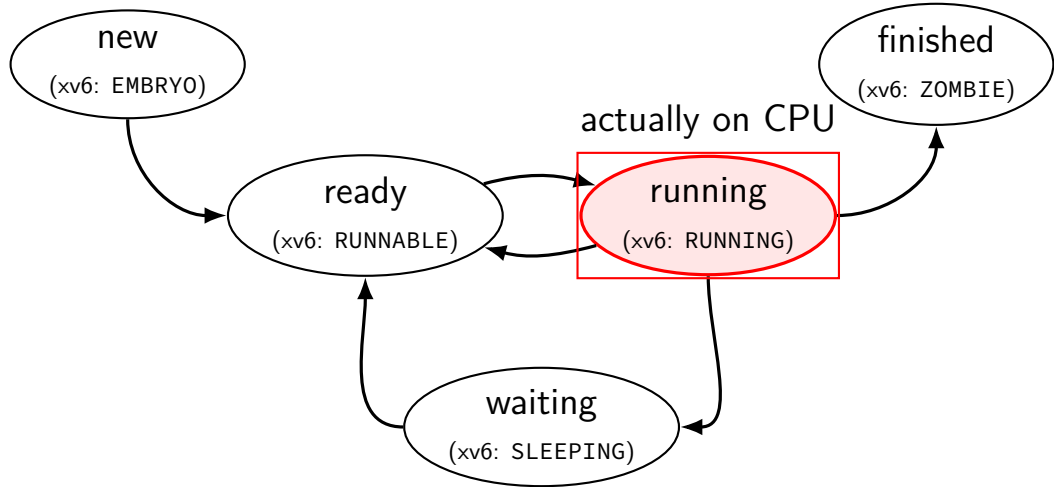 new
(xv6: EMBRYO)
finished
(xv6: ZOMBIE)
actually on CPU
ready
(xv6: RUNNABLE)
running
(xv6: RUNNING)
waiting
(xv6: SLEEPING)